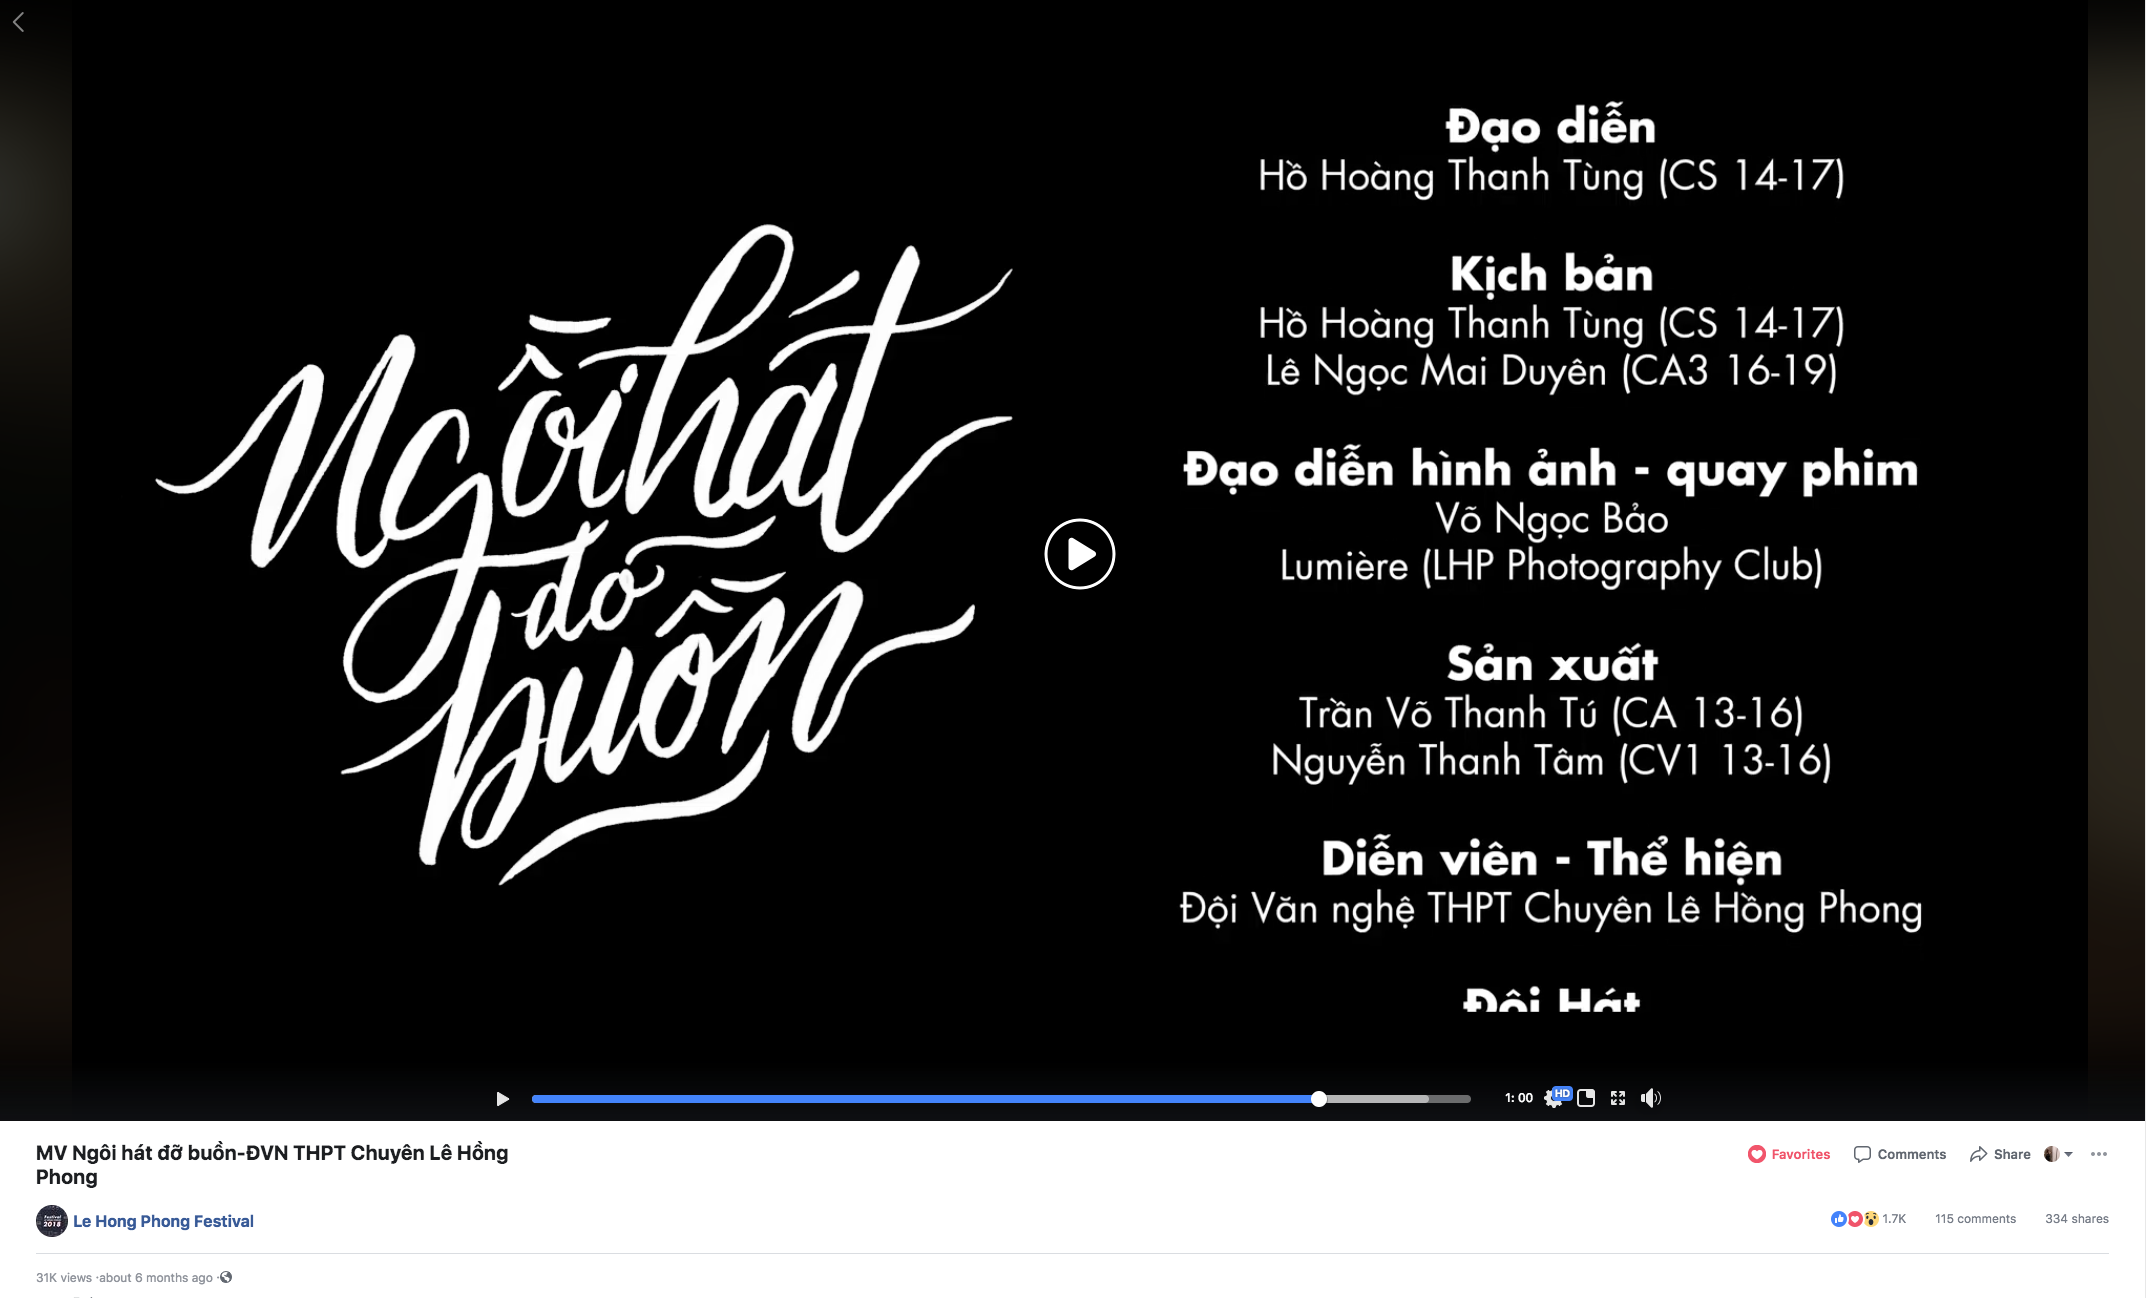 Ngồi hát
đỡ
buồn
Đạo diễn
Hồ Hoàng Thanh Tùng (CS 14-17)
Kịch bản
Hồ Hoàng Thanh Tùng (CS 14-17)
Lê Ngọc Mai Duyên (CA3 16-19)
Đạo diễn hình ảnh - quay phim
Võ Ngọc Bảo
Lumière (LHP Photography Club)
Sản xuất
Trần Võ Thanh Tú (CA 13-16)
Nguyễn Thanh Tâm (CV1 13-16)
Diễn viên - Thể hiện
Đội Văn nghệ THPT Chuyên Lê Hồng Phong
Đội Hát
1:00 HD
MV Ngồi hát đỡ buồn-ĐVN THPT Chuyên Lê Hồng
Phong
Favorites Comments Share
Festival
2018
Le Hong Phong Festival
1.7K 115 comments 334 shares
31K views · about 6 months ago ·